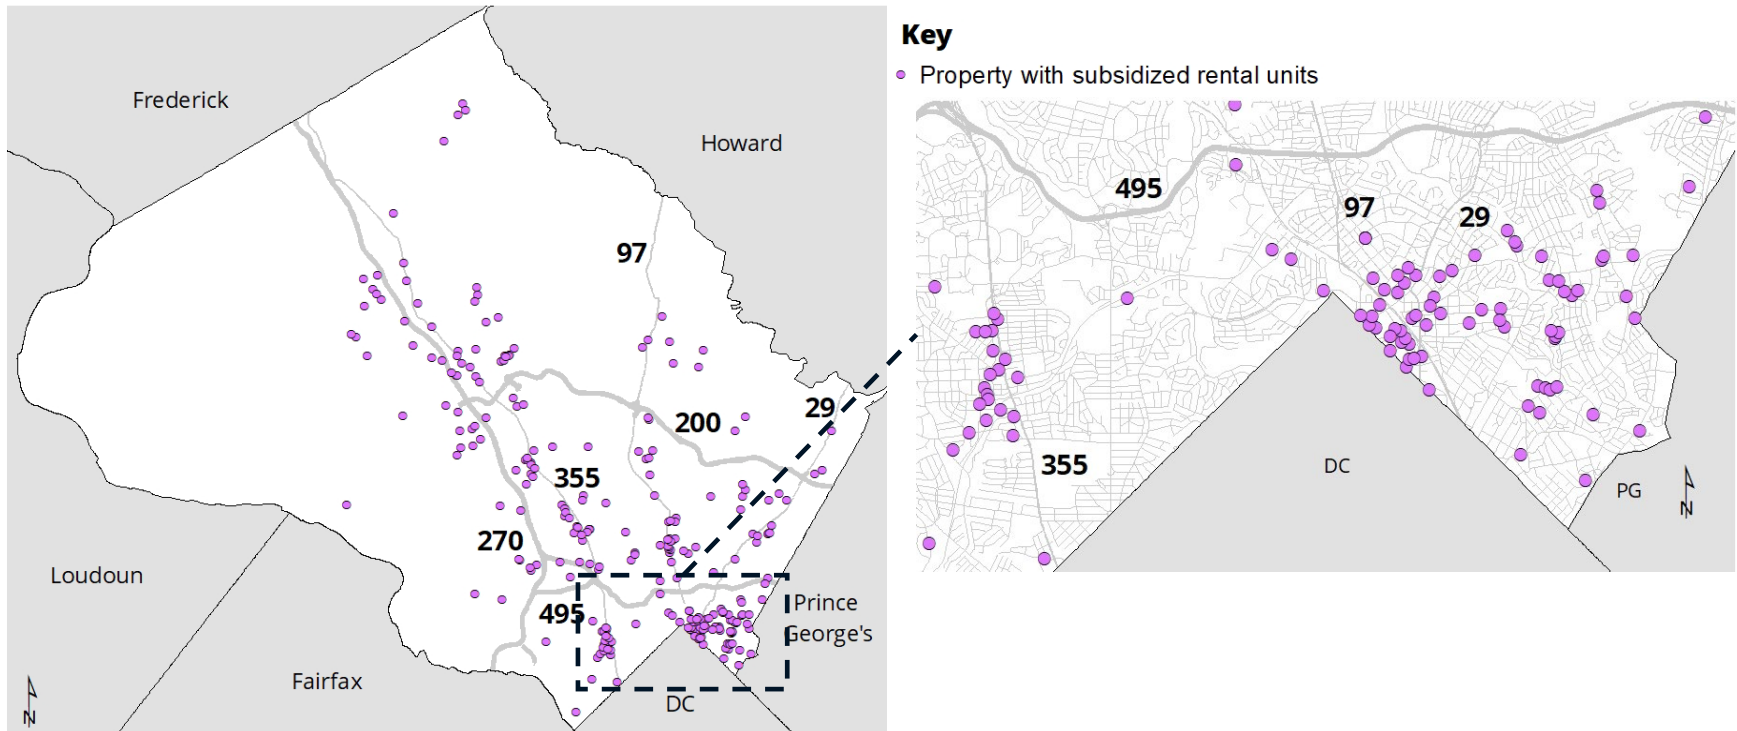 Frederick
Howard
97
200
29
355
270
495
Loudoun
Fairfax
Prince
George's
DC
N
Key
Property with subsidized rental units
495
97
29
355
DC
PG
N